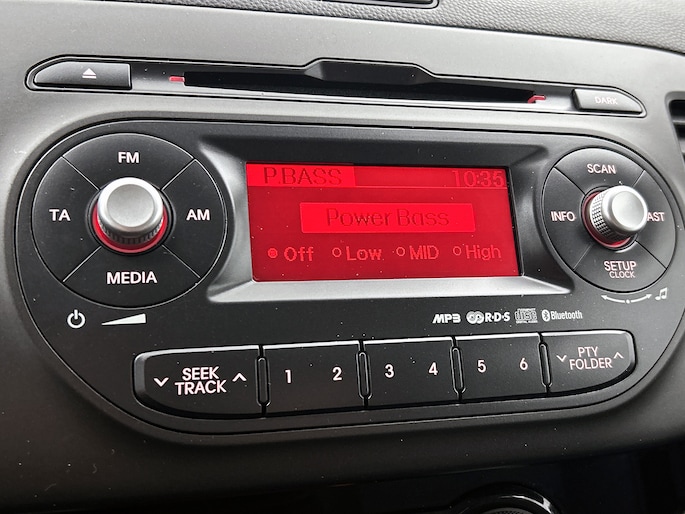 DARK
FM
TA
AM
MEDIA
P.BASS 10:35
Power Bass
Off Low MID High
SCAN
INFO
AST
SETUP
CLOCK
MP3 R·D·S Bluetooth
SEEK
TRACK
1 2 3 4 5 6
PTY
FOLDER